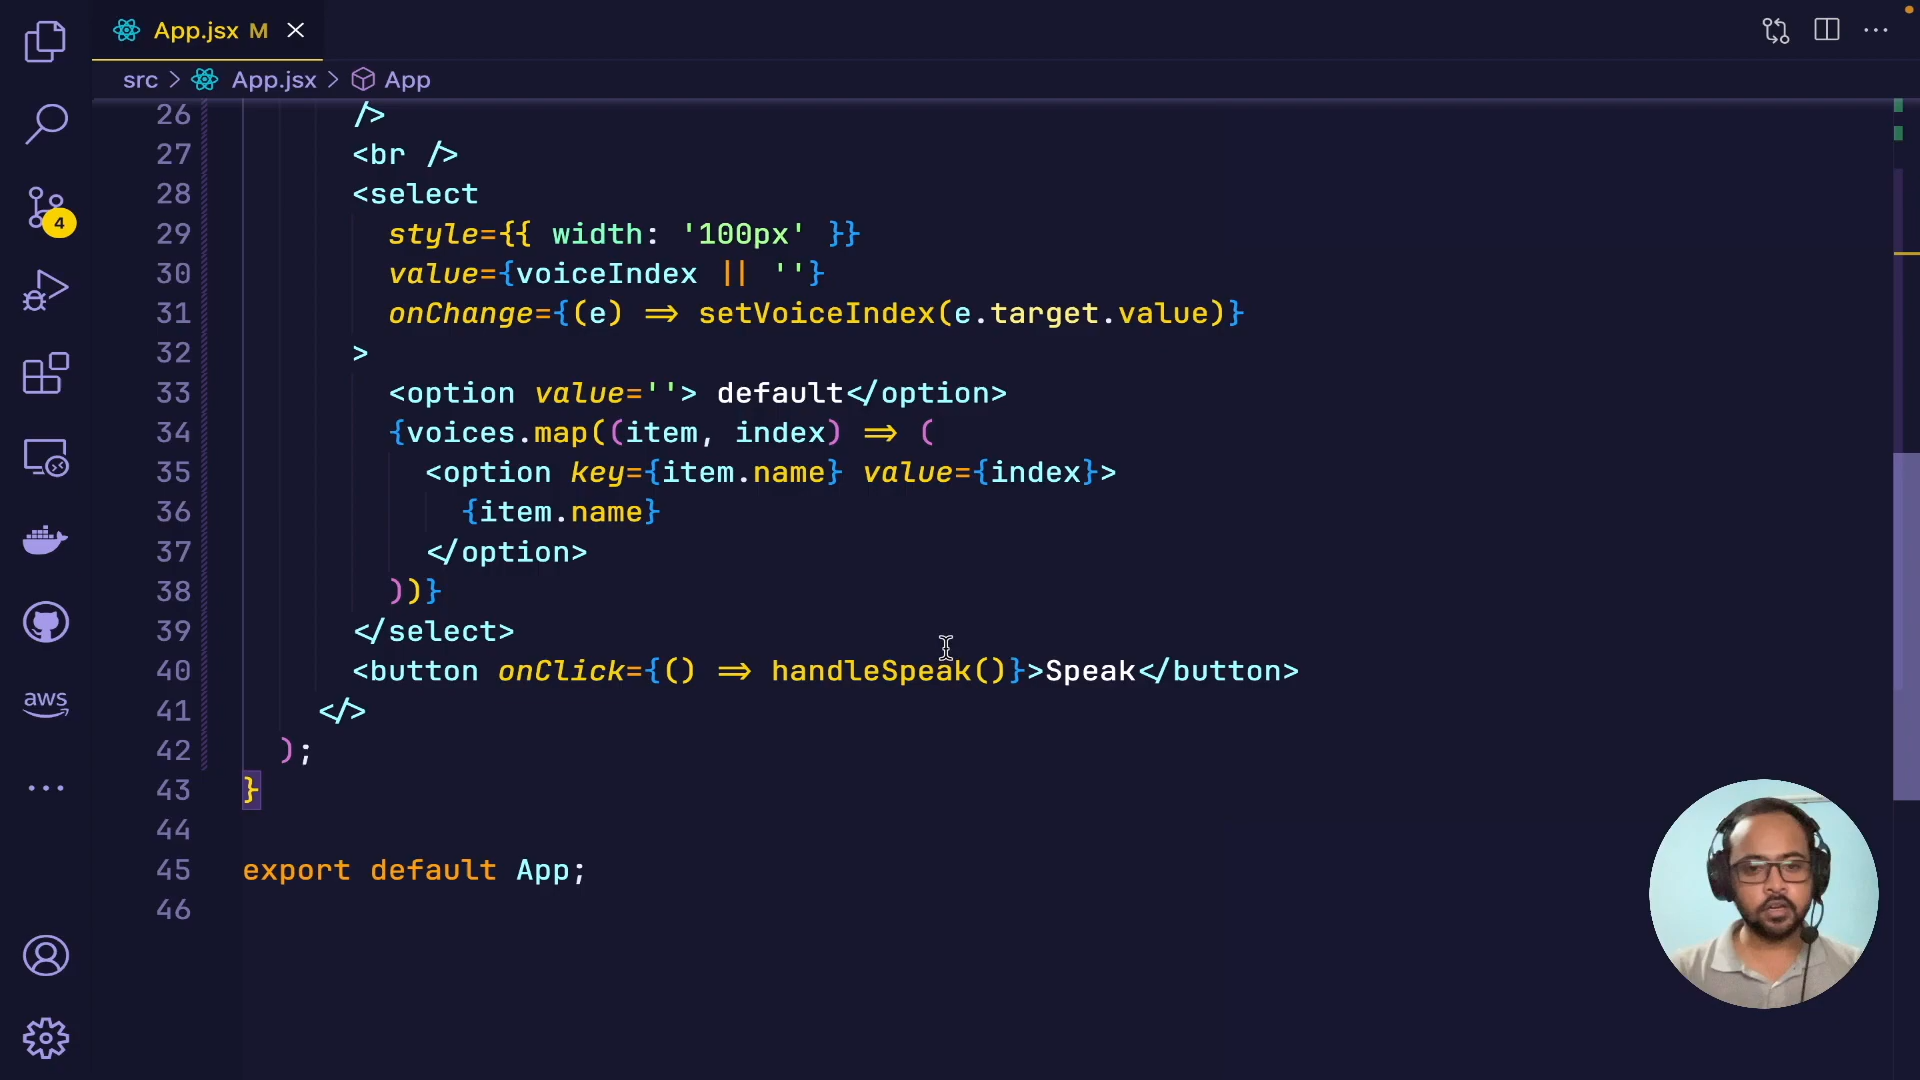 App.jsx M
src > App.jsx > App
26 />
27 <br />
28 <select
29 style={{ width: '100px' }}
30 value={voiceIndex || ''}
31 onChange={(e) => setVoiceIndex(e.target.value)}
32 >
33 <option value=''> default</option>
34 {voices.map((item, index) => (
35 <option key={item.name} value={index}>
36 {item.name}
37 </option>
38 ))}
39 </select>
40 <button onClick={() => handleSpeak()}>Speak</button>
41 </>
42 );
43 }
44
45 export default App;
46
4
aws